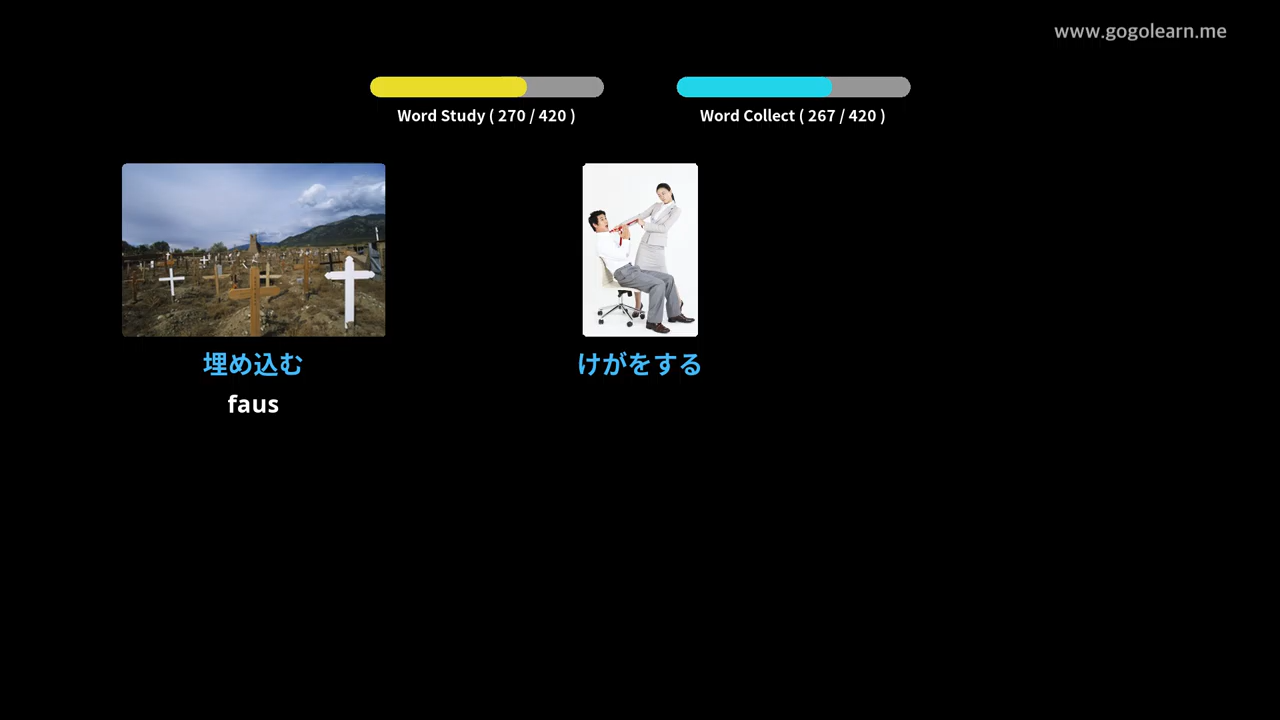 www.gogolearn.me
Word Study ( 270 / 420 )
Word Collect ( 267 / 420 )
埋め込む
faus
けがをする